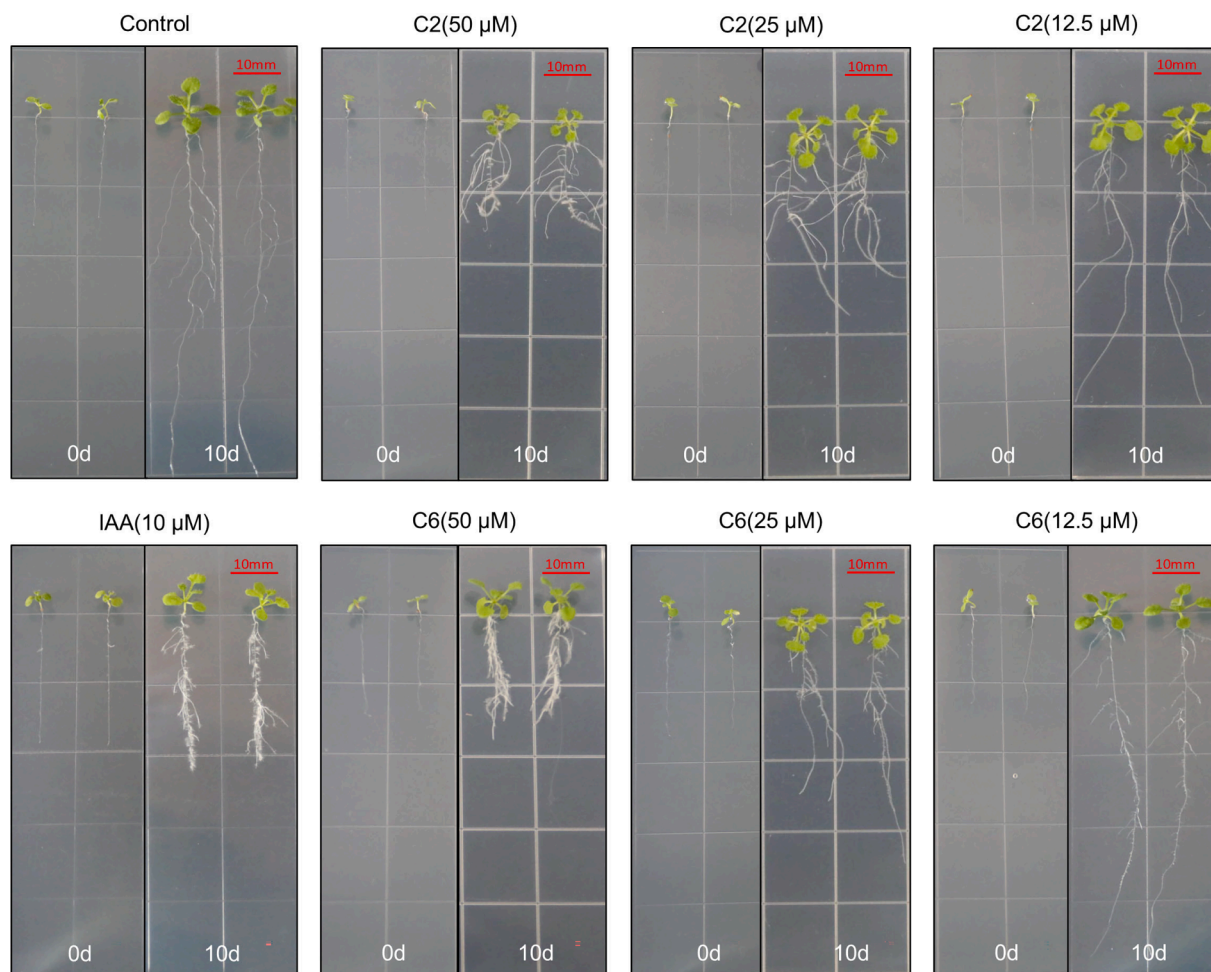 Control
C2(50 μM)
C2(25 μM)
C2(12.5 μM)
10mm
10mm
10mm
10mm
0d
10d
0d
10d
0d
10d
0d
10d
IAA(10 μM)
C6(50 μM)
C6(25 μM)
C6(12.5 μM)
10mm
10mm
10mm
10mm
0d
10d
0d
10d
0d
10d
0d
10d